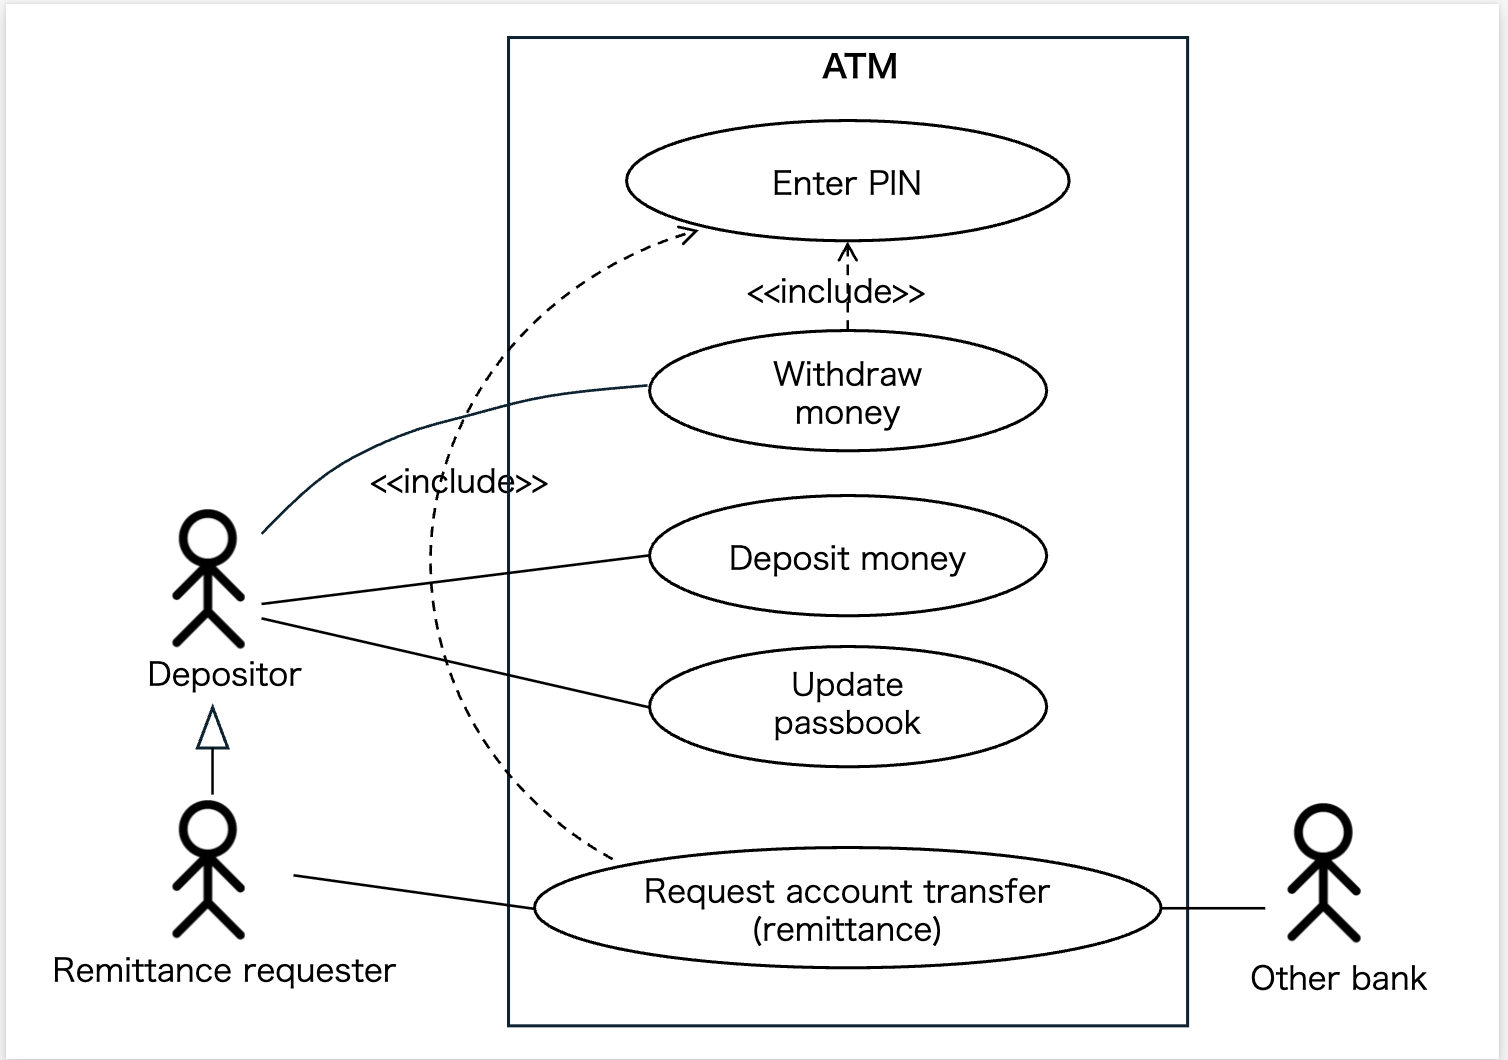 ATM
Enter PIN
<<include>>
Withdraw
money
<<include>>
Deposit money
Depositor
Update
passbook
Request account transfer
(remittance)
Remittance requester
Other bank